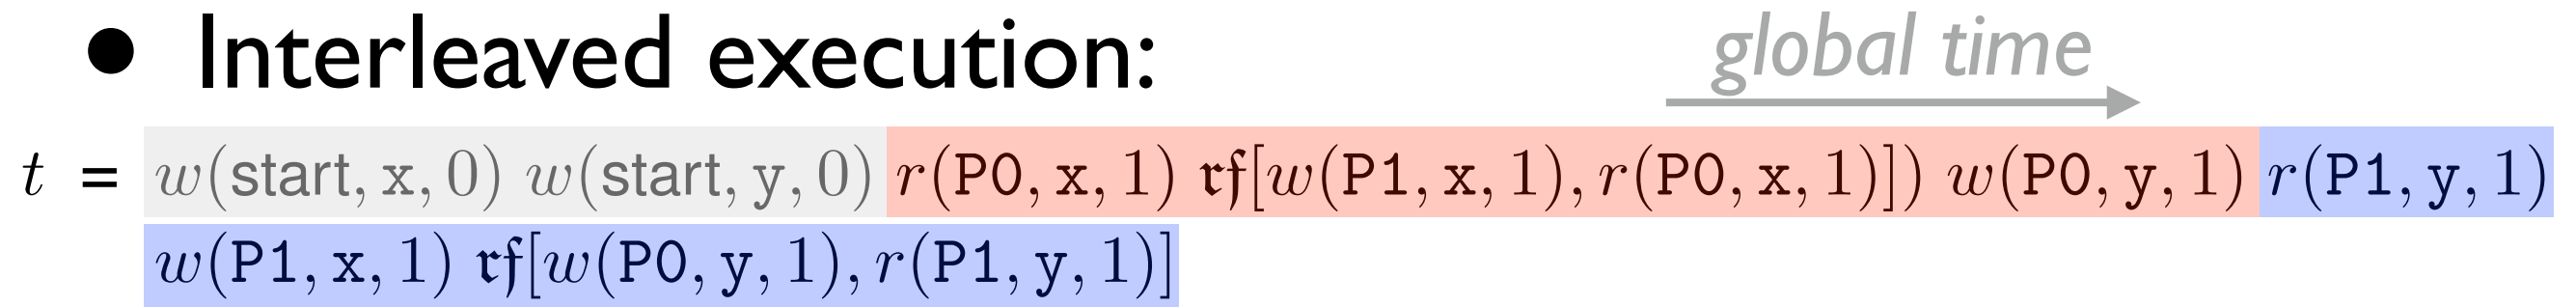 • Interleaved execution:
global time
t = w(start, x, 0) w(start, y, 0) r(P0, x, 1) 𝔯𝔣[w(P1, x, 1), r(P0, x, 1)]) w(P0, y, 1) r(P1, y, 1)
w(P1, x, 1) 𝔯𝔣[w(P0, y, 1), r(P1, y, 1)]